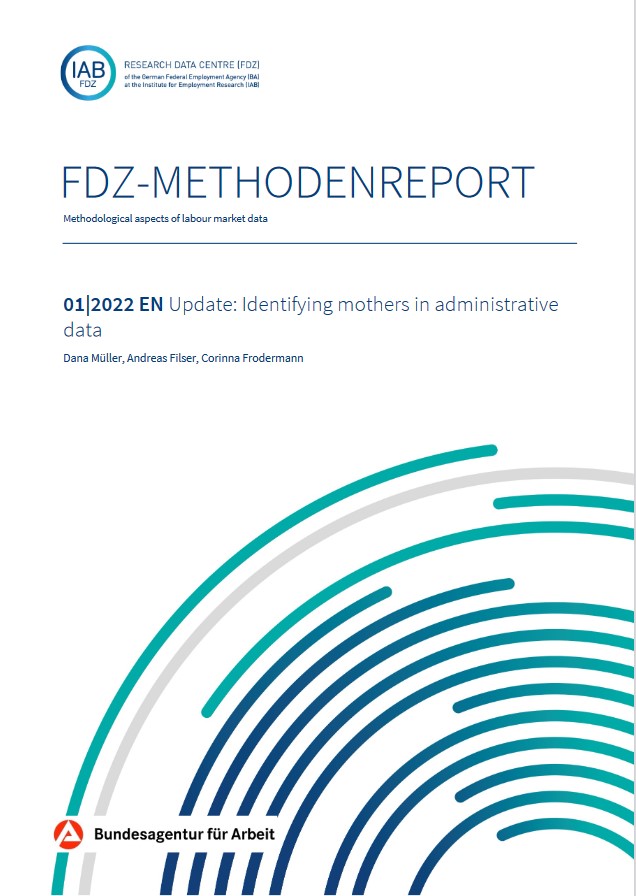 IAB
FDZ
RESEARCH DATA CENTRE (FDZ)
of the German Federal Employment Agency (BA)
at the Institute for Employment Research (IAB)
FDZ-METHODENREPORT
Methodological aspects of labour market data
01|2022 EN Update: Identifying mothers in administrative
data
Dana Müller, Andreas Filser, Corinna Frodermann
Bundesagentur für Arbeit